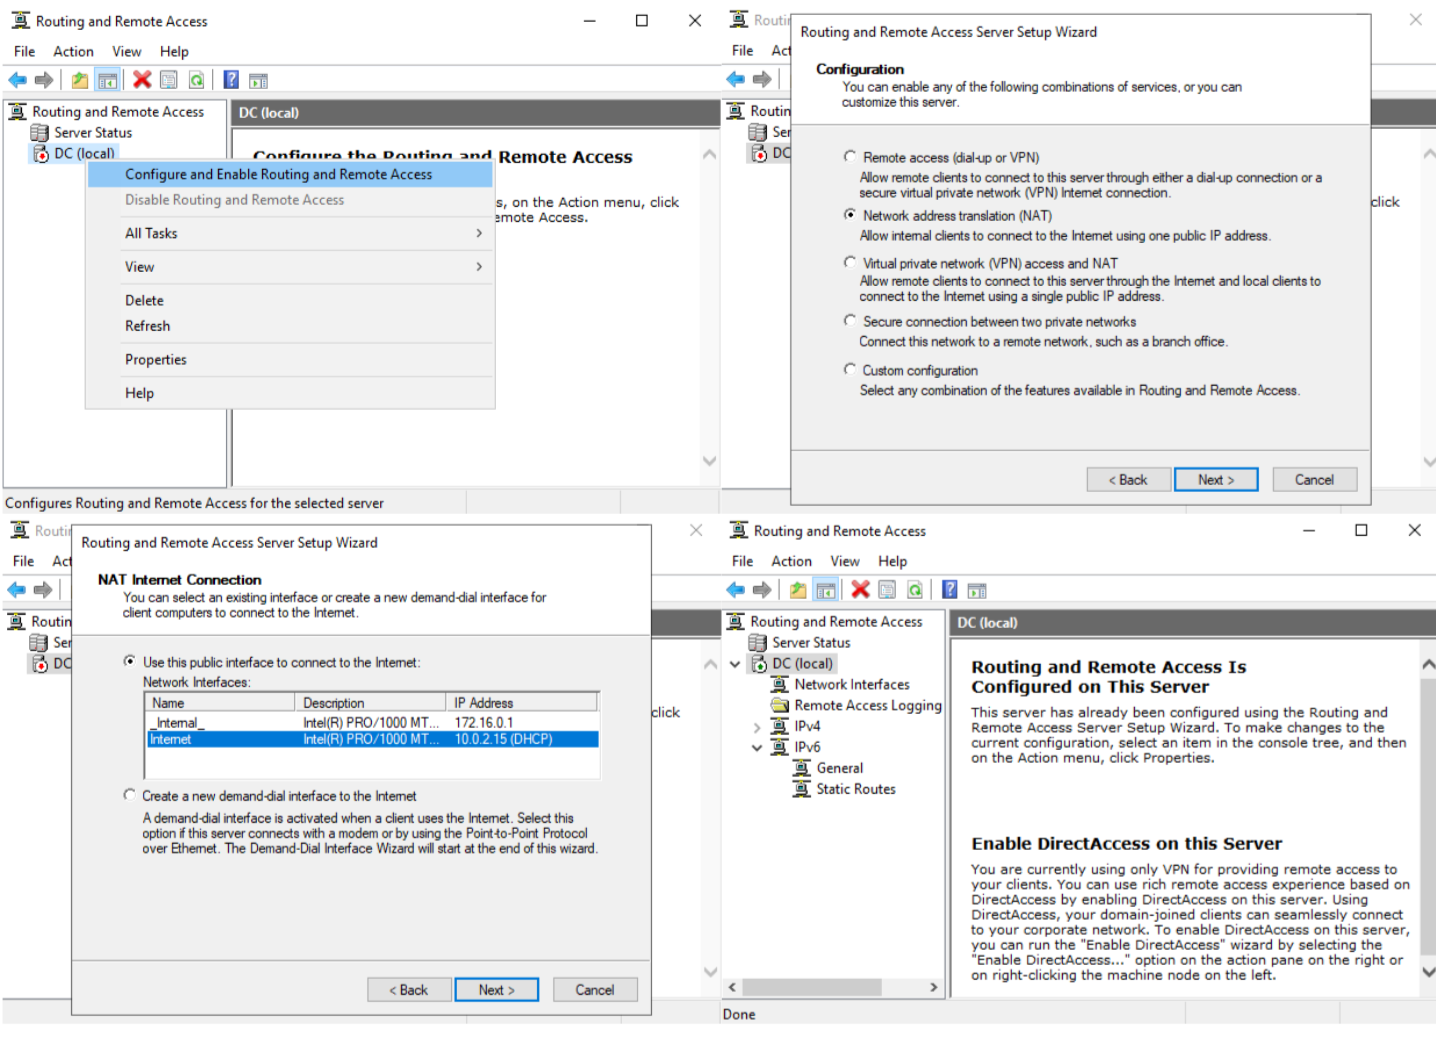 Routing and Remote Access
File Action View Help
Routing and Remote Access
Server Status
DC (local)
DC (local)
Configure the Routing and Remote Access
s, on the Action menu, click
emote Access.
Configure and Enable Routing and Remote Access
Disable Routing and Remote Access
All Tasks
View
Delete
Refresh
Properties
Help
Configures Routing and Remote Access for the selected server
Routi
File Act
Routin
Ser
DC
click
Routing and Remote Access Server Setup Wizard
Configuration
You can enable any of the following combinations of services, or you can
customize this server.
Remote access (dial-up or VPN)
Allow remote clients to connect to this server through either a dial-up connection or a
secure virtual private network (VPN) Internet connection.
Network address translation (NAT)
Allow internal clients to connect to the Internet using one public IP address.
Virtual private network (VPN) access and NAT
Allow remote clients to connect to this server through the Internet and local clients to
connect to the Internet using a single public IP address.
Secure connection between two private networks
Connect this network to a remote network, such as a branch office.
Custom configuration
Select any combination of the features available in Routing and Remote Access.
< Back Next > Cancel
Routi
File Act
Routin
Ser
DC
click
Routing and Remote Access Server Setup Wizard
NAT Internet Connection
You can select an existing interface or create a new demand-dial interface for
client computers to connect to the Internet.
Use this public interface to connect to the Internet:
Network Interfaces:
Name Description IP Address
_Internal_ Intel(R) PRO/1000 MT... 172.16.0.1
Internet Intel(R) PRO/1000 MT... 10.0.2.15 (DHCP)
Create a new demand-dial interface to the Internet
A demand-dial interface is activated when a client uses the Internet. Select this
option if this server connects with a modem or by using the Point-to-Point Protocol
over Ethernet. The Demand-Dial Interface Wizard will start at the end of this wizard.
< Back Next > Cancel
Routing and Remote Access
File Action View Help
Routing and Remote Access
Server Status
DC (local)
Network Interfaces
Remote Access Logging
IPv4
IPv6
General
Static Routes
DC (local)
Routing and Remote Access Is
Configured on This Server
This server has already been configured using the Routing and
Remote Access Server Setup Wizard. To make changes to the
current configuration, select an item in the console tree, and then
on the Action menu, click Properties.
Enable DirectAccess on this Server
You are currently using only VPN for providing remote access to
your clients. You can use rich remote access experience based on
DirectAccess by enabling DirectAccess on this server. Using
DirectAccess, your domain-joined clients can seamlessly connect
to your corporate network. To enable DirectAccess on this server,
you can run the "Enable DirectAccess" wizard by selecting the
"Enable DirectAccess..." option on the action pane on the right or
on right-clicking the machine node on the left.
Done